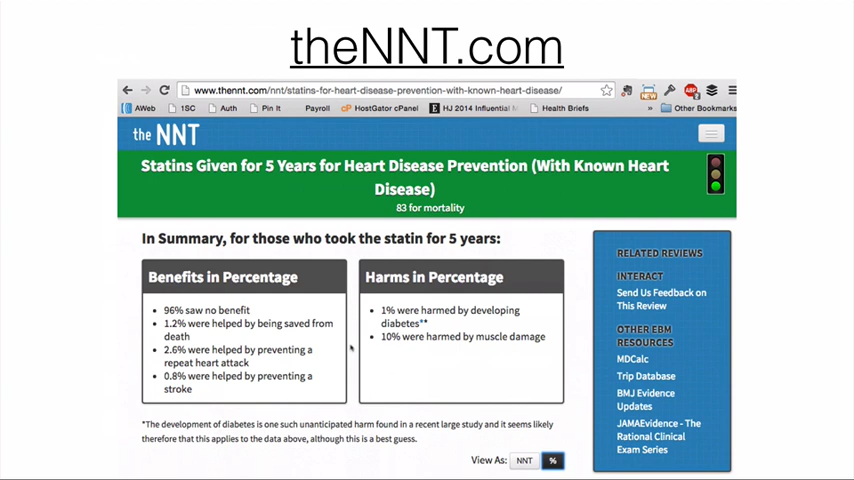 theNNT.com
www.thennt.com/nnt/statins-for-heart-disease-prevention-with-known-heart-disease/
NEW
ABP
2
AWeb
1SC
Auth
Pin It
Payroll
cP HostGator cPanel
E HJ 2014 Influential
Health Briefs
»
Other Bookmarks
the NNT
Statins Given for 5 Years for Heart Disease Prevention (With Known Heart
Disease)
83 for mortality
In Summary, for those who took the statin for 5 years:
Benefits in Percentage
• 96% saw no benefit
• 1.2% were helped by being saved from
death
• 2.6% were helped by preventing a
repeat heart attack
• 0.8% were helped by preventing a
stroke
Harms in Percentage
• 1% were harmed by developing
diabetes**
• 10% were harmed by muscle damage
*The development of diabetes is one such unanticipated harm found in a recent large study and it seems likely
therefore that this applies to the data above, although this is a best guess.
View As: NNT %
RELATED REVIEWS
INTERACT
Send Us Feedback on
This Review
OTHER EBM
RESOURCES
MDCalc
Trip Database
BMJ Evidence
Updates
JAMAEvidence - The
Rational Clinical
Exam Series